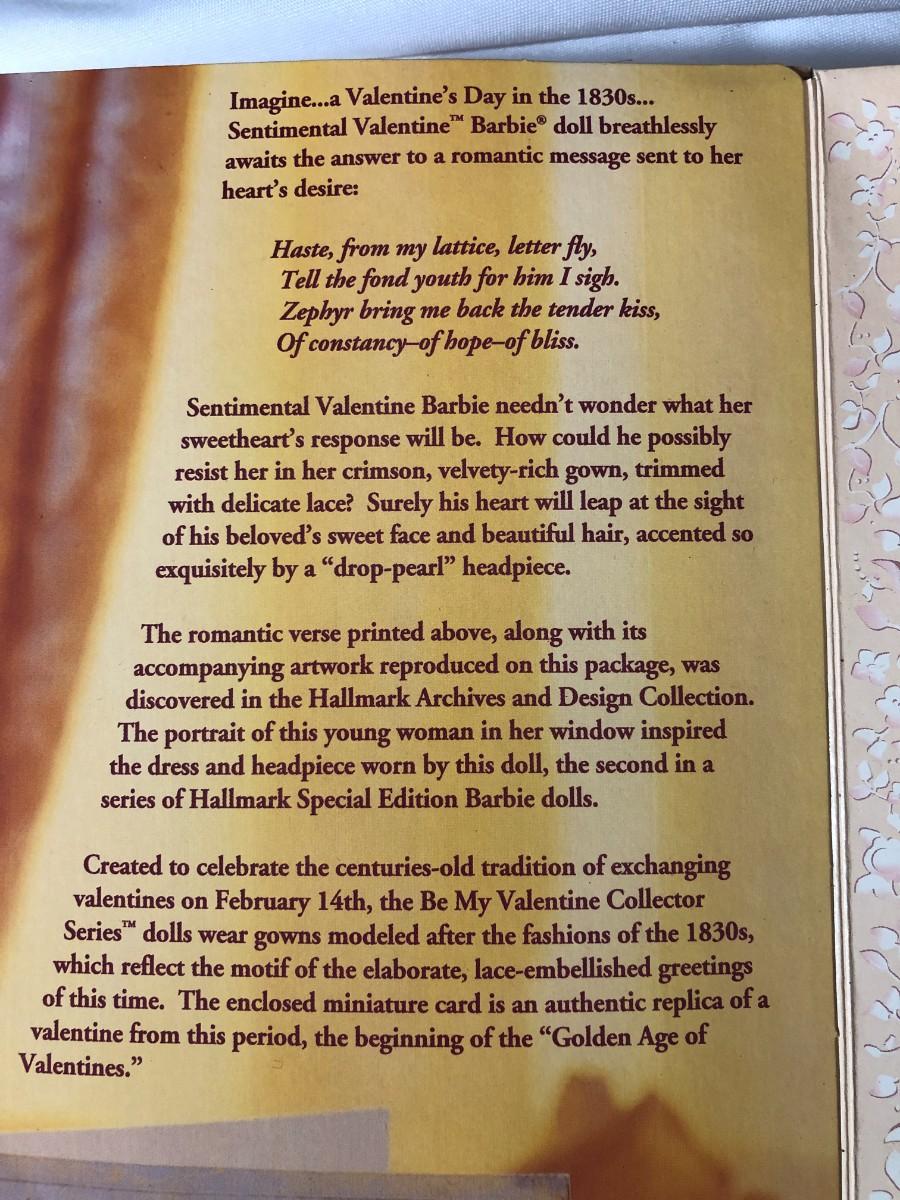 Imagine...a Valentine's Day in the 1830s...
Sentimental Valentine™ Barbie® doll breathlessly
awaits the answer to a romantic message sent to her
heart's desire:
Haste, from my lattice, letter fly,
Tell the fond youth for him I sigh.
Zephyr bring me back the tender kiss,
Of constancy–of hope–of bliss.
Sentimental Valentine Barbie needn't wonder what her
sweetheart's response will be.  How could he possibly
resist her in her crimson, velvety-rich gown, trimmed
with delicate lace?  Surely his heart will leap at the sight
of his beloved's sweet face and beautiful hair, accented so
exquisitely by a “drop-pearl” headpiece.
The romantic verse printed above, along with its
accompanying artwork reproduced on this package, was
discovered in the Hallmark Archives and Design Collection.
The portrait of this young woman in her window inspired
the dress and headpiece worn by this doll, the second in a
series of Hallmark Special Edition Barbie dolls.
Created to celebrate the centuries-old tradition of exchanging
valentines on February 14th, the Be My Valentine Collector
Series™ dolls wear gowns modeled after the fashions of the 1830s,
which reflect the motif of the elaborate, lace-embellished greetings
of this time.  The enclosed miniature card is an authentic replica of a
valentine from this period, the beginning of the “Golden Age of
Valentines.”